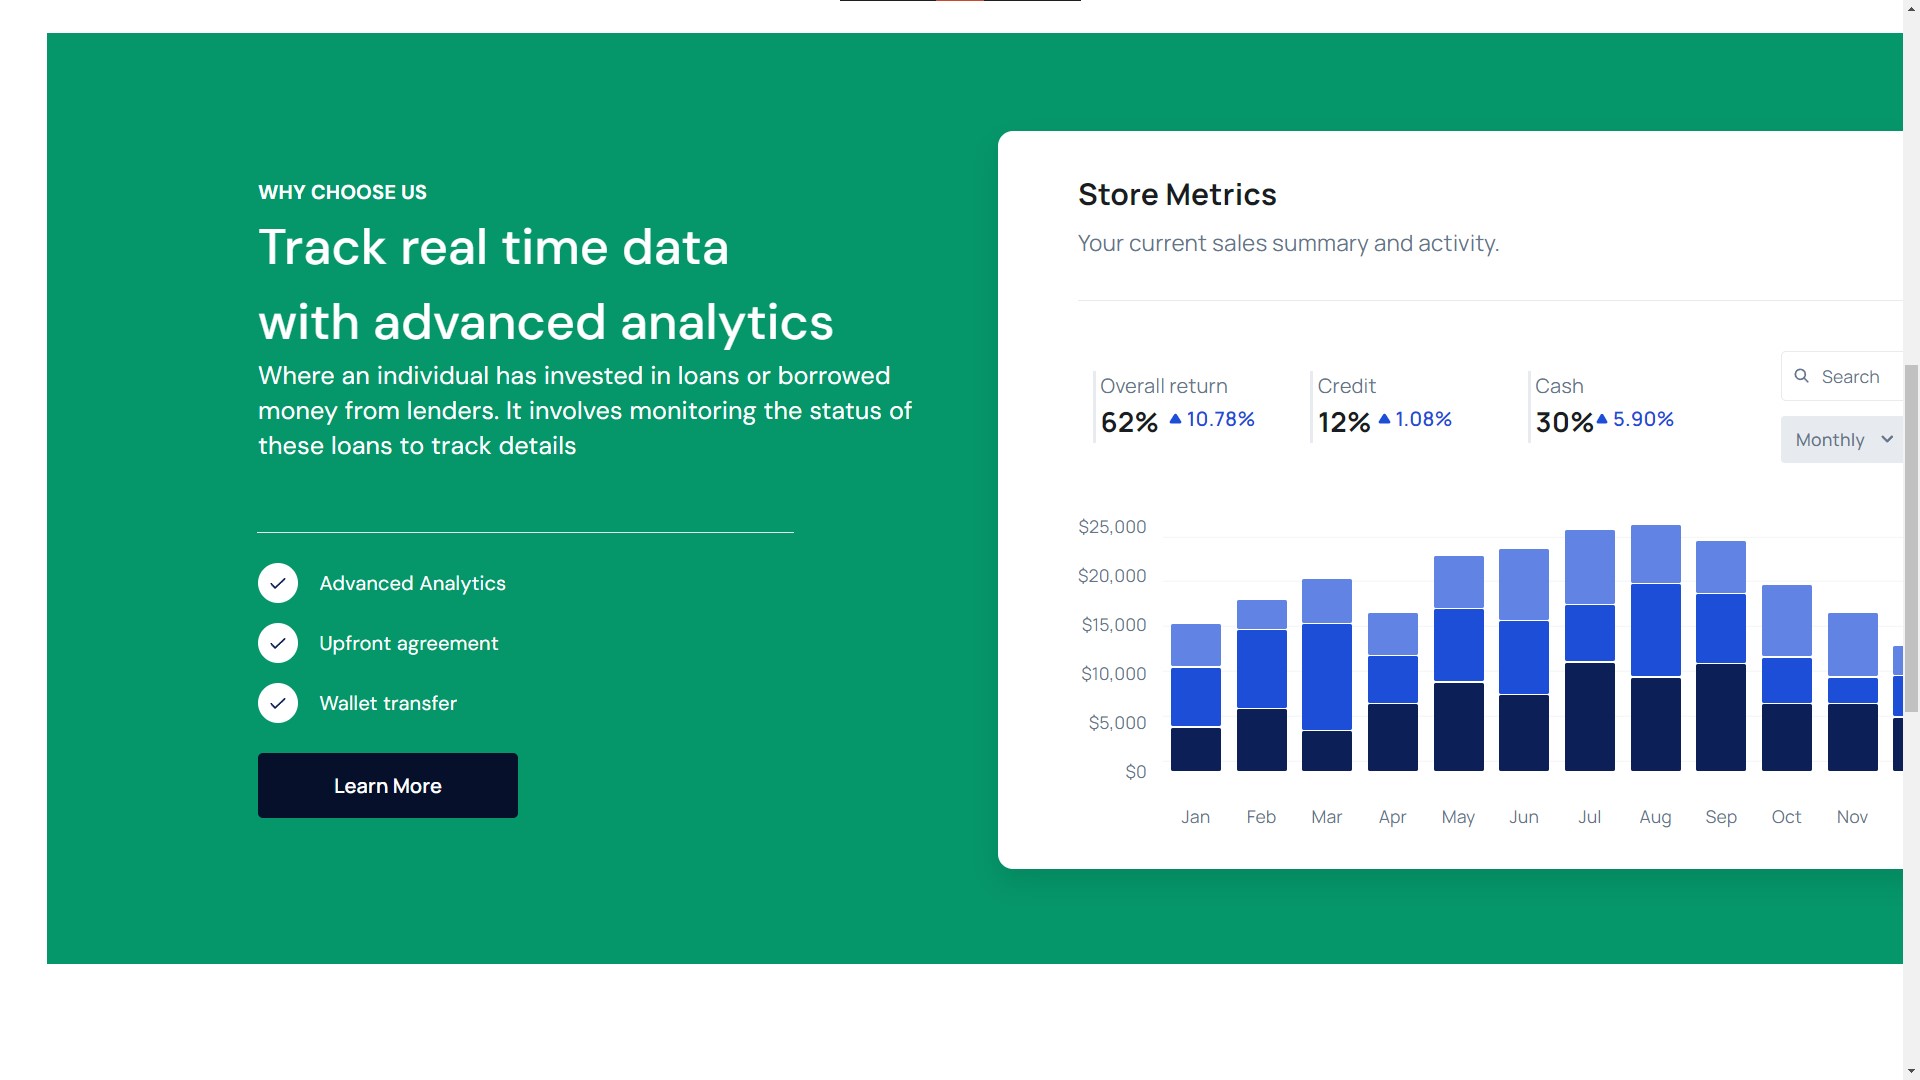 WHY CHOOSE US
Track real time data
with advanced analytics
Where an individual has invested in loans or borrowed
money from lenders. It involves monitoring the status of
these loans to track details
Advanced Analytics
Upfront agreement
Wallet transfer
Learn More
Store Metrics
Your current sales summary and activity.
Overall return
62% 10.78%
Credit
12% 1.08%
Cash
30% 5.90%
Search
Monthly
$25,000
$20,000
$15,000
$10,000
$5,000
$0
Jan Feb Mar Apr May Jun Jul Aug Sep Oct Nov